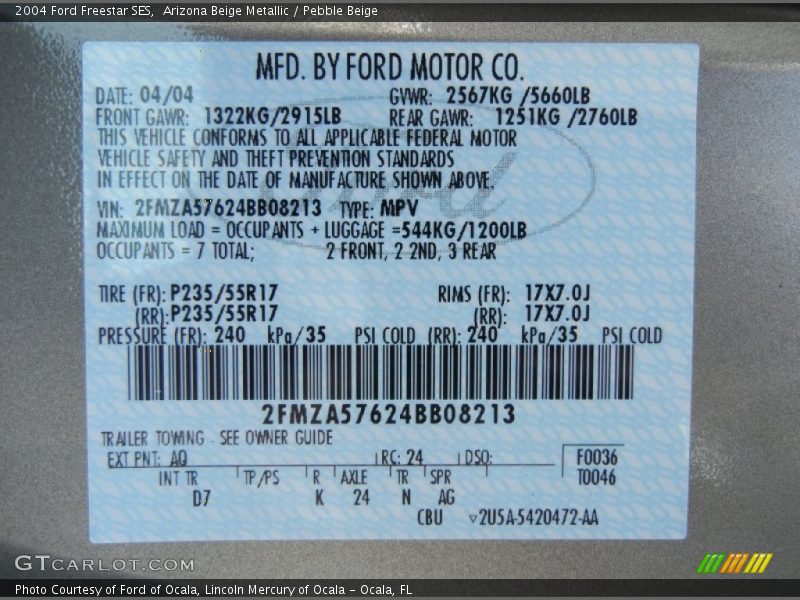 2004 Ford Freestar SES,  Arizona Beige Metallic / Pebble Beige
MFD. BY FORD MOTOR CO.
DATE: 04/04 GVWR: 2567KG /5660LB
FRONT GAWR: 1322KG/2915LB REAR GAWR: 1251KG /2760LB
THIS VEHICLE CONFORMS TO ALL APPLICABLE FEDERAL MOTOR
VEHICLE SAFETY AND THEFT PREVENTION STANDARDS
IN EFFECT ON THE DATE OF MANUFACTURE SHOWN ABOVE.
VIN: 2FMZA57624BB08213 TYPE: MPV
MAXIMUM LOAD = OCCUPANTS + LUGGAGE =544KG/1200LB
OCCUPANTS = 7 TOTAL; 2 FRONT, 2 2ND, 3 REAR
TIRE (FR): P235/55R17 RIMS (FR): 17X7.0J
(RR): P235/55R17 (RR): 17X7.0J
PRESSURE (FR): 240 kPa/35 PSI COLD (RR): 240 kPa/35 PSI COLD
2FMZA57624BB08213
TRAILER TOWING - SEE OWNER GUIDE
EXT PNT: AQ RC: 24 DSO: F0036
INT TR TP/PS R AXLE TR SPR T0046
D7 K 24 N AG
CBU ▿2U5A-5420472-AA
GTCARLOT.COM
Photo Courtesy of Ford of Ocala, Lincoln Mercury of Ocala - Ocala, FL